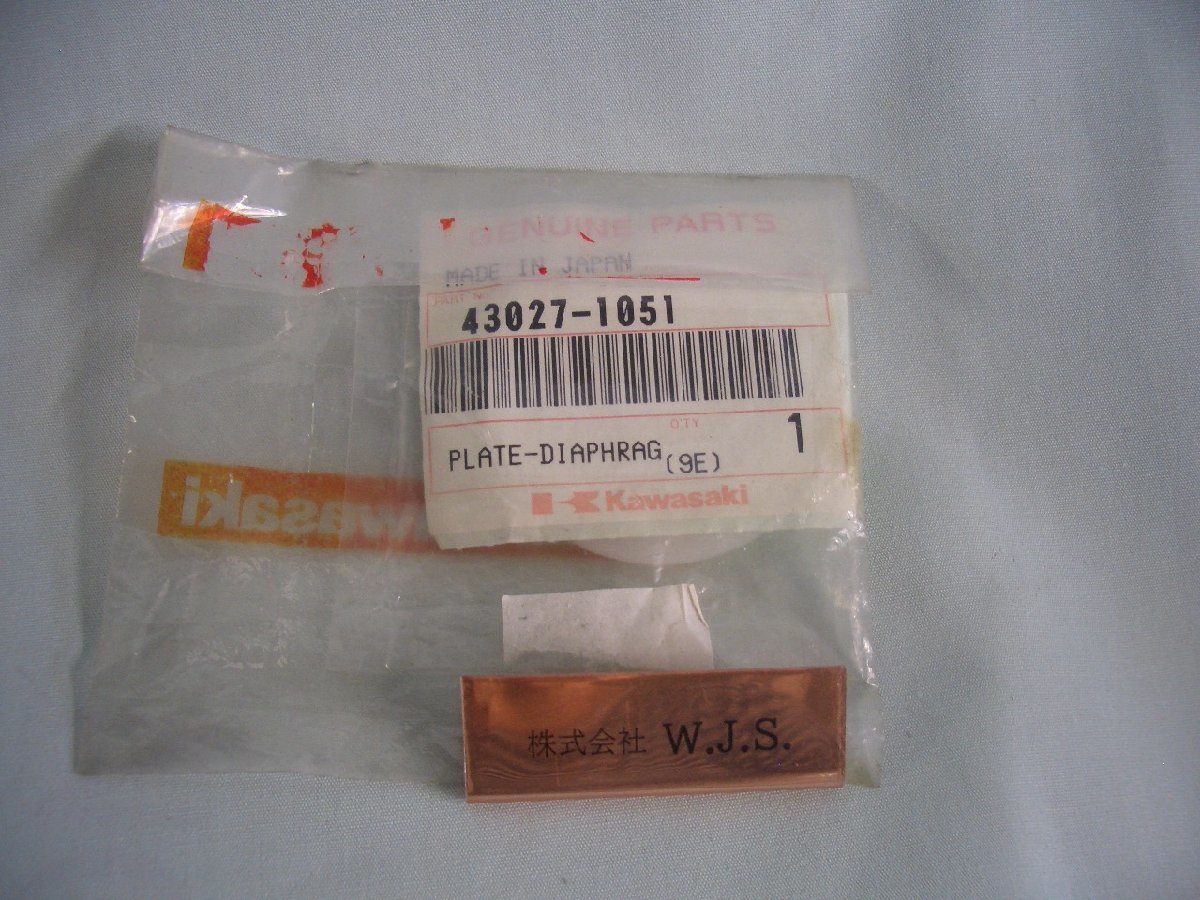 GENUINE PARTS
MADE IN JAPAN
PART NO.
43027-1051
Q'TY
1
PLATE-DIAPHRAG(9E)
Kawasaki
wasaki
株式会社 W.J.S.